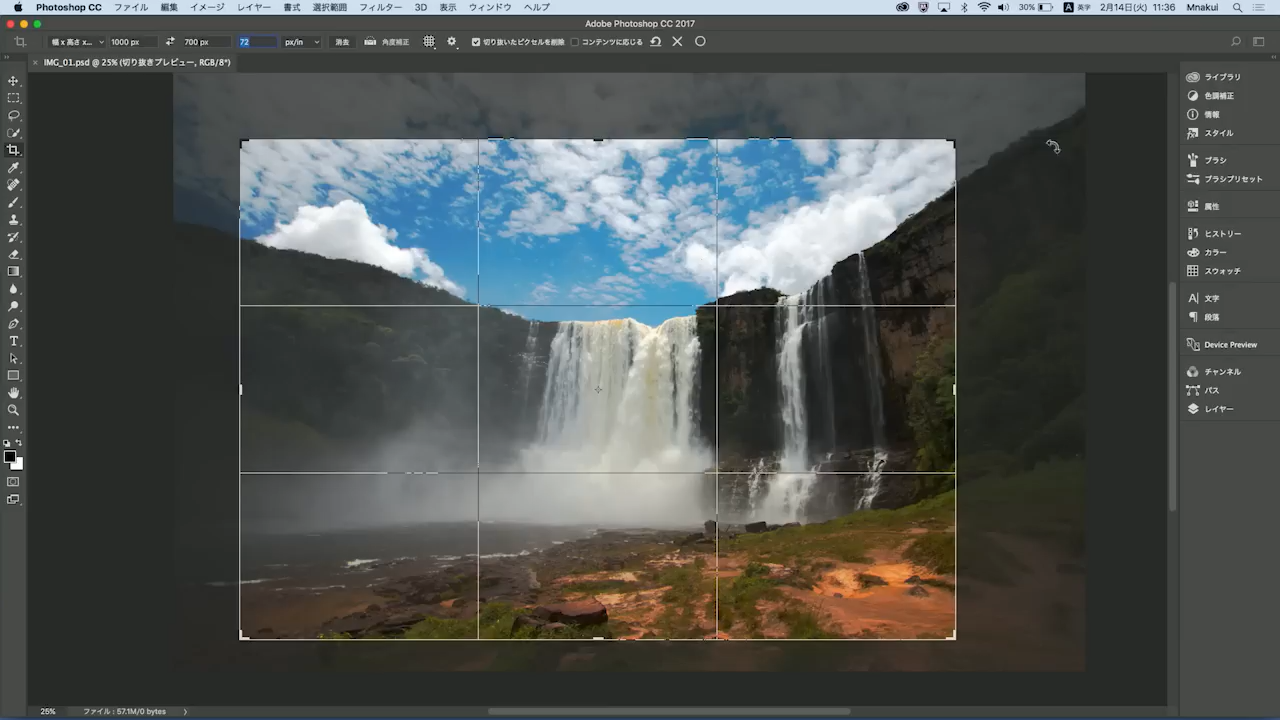 Photoshop CC ファイル 編集 イメージ レイヤー 書式 選択範囲 フィルター 3D 表示 ウィンドウ ヘルプ 30% A 英字 2月14日(火) 11:36 Mnakui
Adobe Photoshop CC 2017
幅 x 高さ x... 1000 px 700 px 72 px/in 消去 角度補正 切り抜いたピクセルを削除 コンテンツに応じる
IMG_01.psd @ 25% (切り抜きプレビュー, RGB/8*)
ライブラリ
色調補正
情報
スタイル
ブラシ
ブラシプリセット
属性
ヒストリー
カラー
スウォッチ
文字
段落
Device Preview
チャンネル
パス
レイヤー
25% ファイル : 57.1M/0 bytes